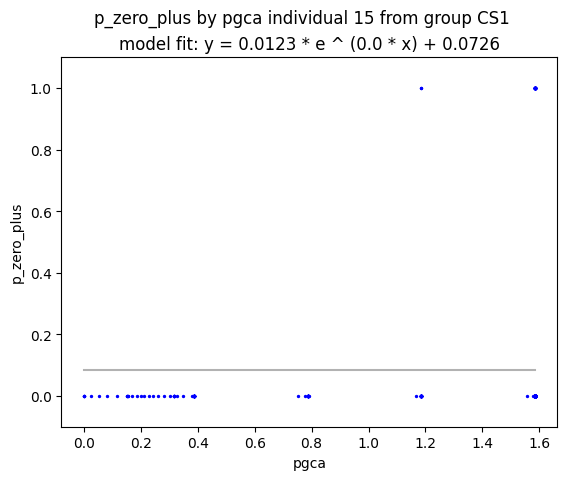 p_zero_plus by pgca individual 15 from group CS1
model fit: y = 0.0123 * e ^ (0.0 * x) + 0.0726
1.0
0.8
0.6
0.4
0.2
0.0
p_zero_plus
0.0 0.2 0.4 0.6 0.8 1.0 1.2 1.4 1.6
pgca